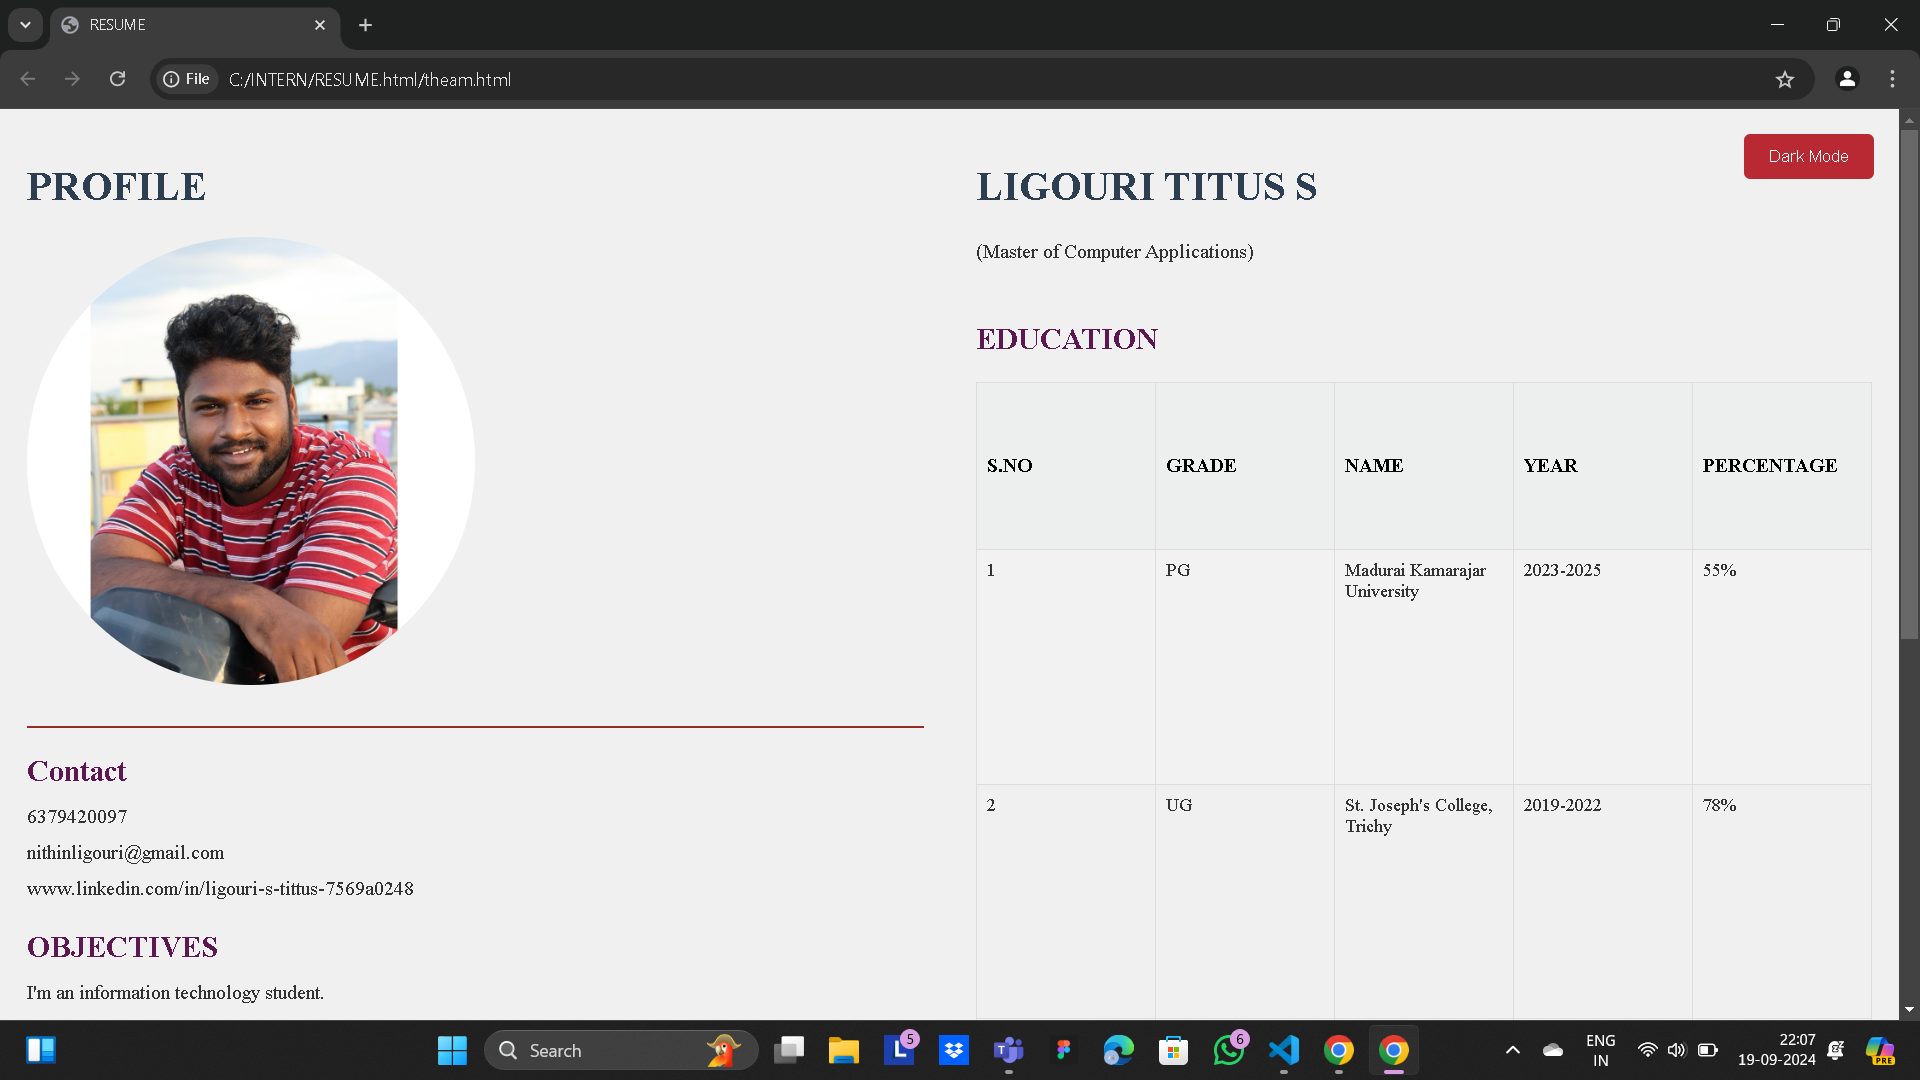 RESUME
File
C:/INTERN/RESUME.html/theam.html
Dark Mode
PROFILE
Contact
6379420097
nithinligouri@gmail.com
www.linkedin.com/in/ligouri-s-tittus-7569a0248
OBJECTIVES
I'm an information technology student.
LIGOURI TITUS S
(Master of Computer Applications)
EDUCATION
S.NO GRADE NAME YEAR PERCENTAGE
1 PG Madurai Kamarajar 2023-2025 55%
University
2 UG St. Joseph's College, 2019-2022 78%
Trichy
Search
L
5
6
ENG
IN
22:07
19-09-2024
PRE